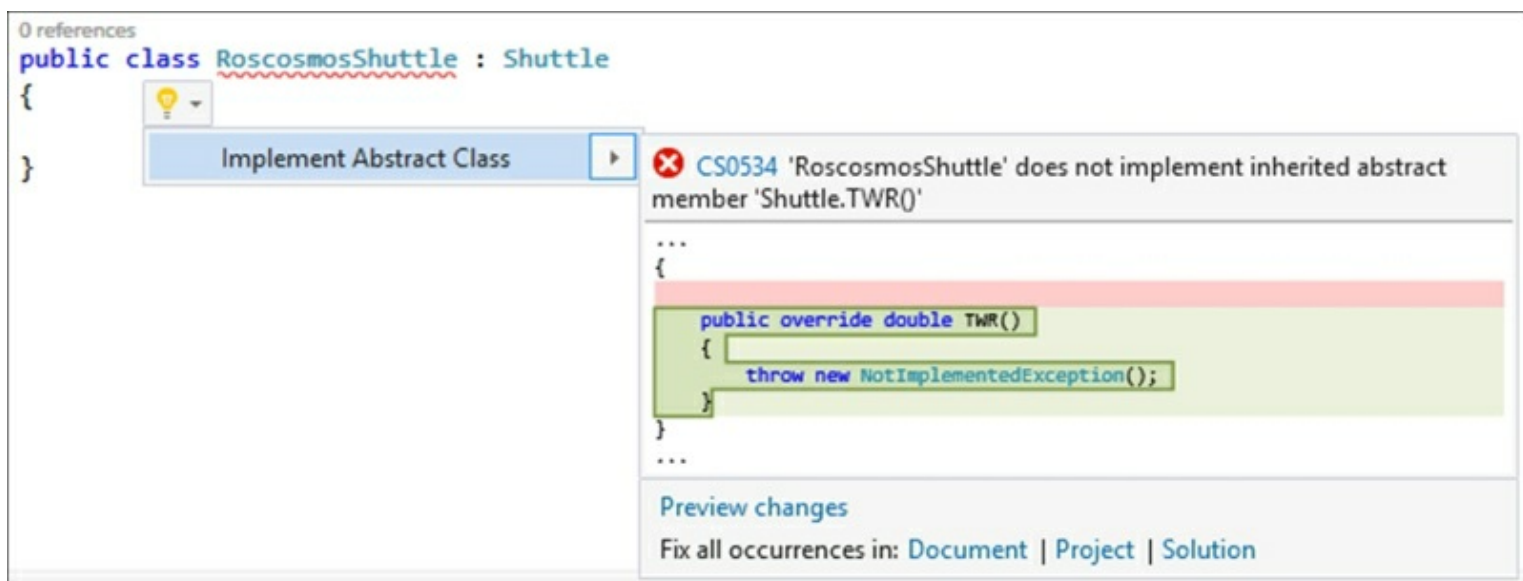 0 references
public class RoscosmosShuttle : Shuttle
{
}
Implement Abstract Class
CS0534 'RoscosmosShuttle' does not implement inherited abstract
member 'Shuttle.TWR()'
...
{
public override double TWR()
{
throw new NotImplementedException();
}
}
...
Preview changes
Fix all occurrences in: Document | Project | Solution